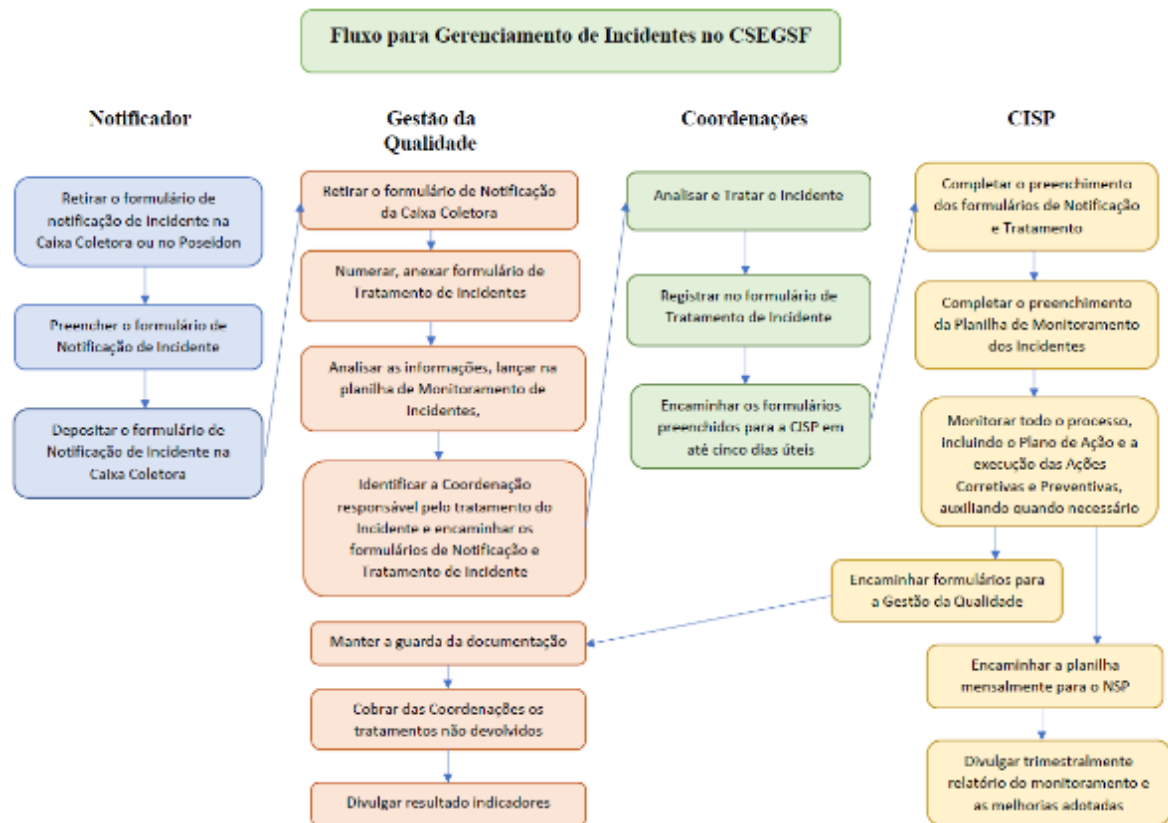 Fluxo para Gerenciamento de Incidentes no CSEGSF
Notificador
Retirar o formulário de
notificação de Incidente na
Caixa Coletora ou no Poseidon
Preencher o formulário de
Notificação de Incidente
Depositar o formulário de
Notificação de Incidente na
Caixa Coletora
Gestão da
Qualidade
Retirar o formulário de Notificação
da Caixa Coletora
Numerar, anexar formulário de
Tratamento de Incidentes
Analisar as informações, lançar na
planilha de Monitoramento de
Incidentes,
Identificar a Coordenação
responsável pelo tratamento do
Incidente e encaminhar os
formulários de Notificação e
Tratamento de Incidente
Coordenações
Analisar e Tratar o Incidente
Registrar no formulário de
Tratamento de Incidente
Encaminhar os formulários
preenchidos para a CISP em
até cinco dias úteis
CISP
Completar o preenchimento
dos formulários de Notificação
e Tratamento
Completar o preenchimento
da Planilha de Monitoramento
dos Incidentes
Monitorar todo o processo,
incluindo o Plano de Ação e a
execução das Ações
Corretivas e Preventivas,
auxiliando quando necessário
Encaminhar formulários para
a Gestão da Qualidade
Manter a guarda da documentação
Cobrar das Coordenações os
tratamentos não devolvidos
Divulgar resultado indicadores
Encaminhar a planilha
mensalmente para o NSP
Divulgar trimestralmente
relatório do monitoramento e
as melhorias adotadas